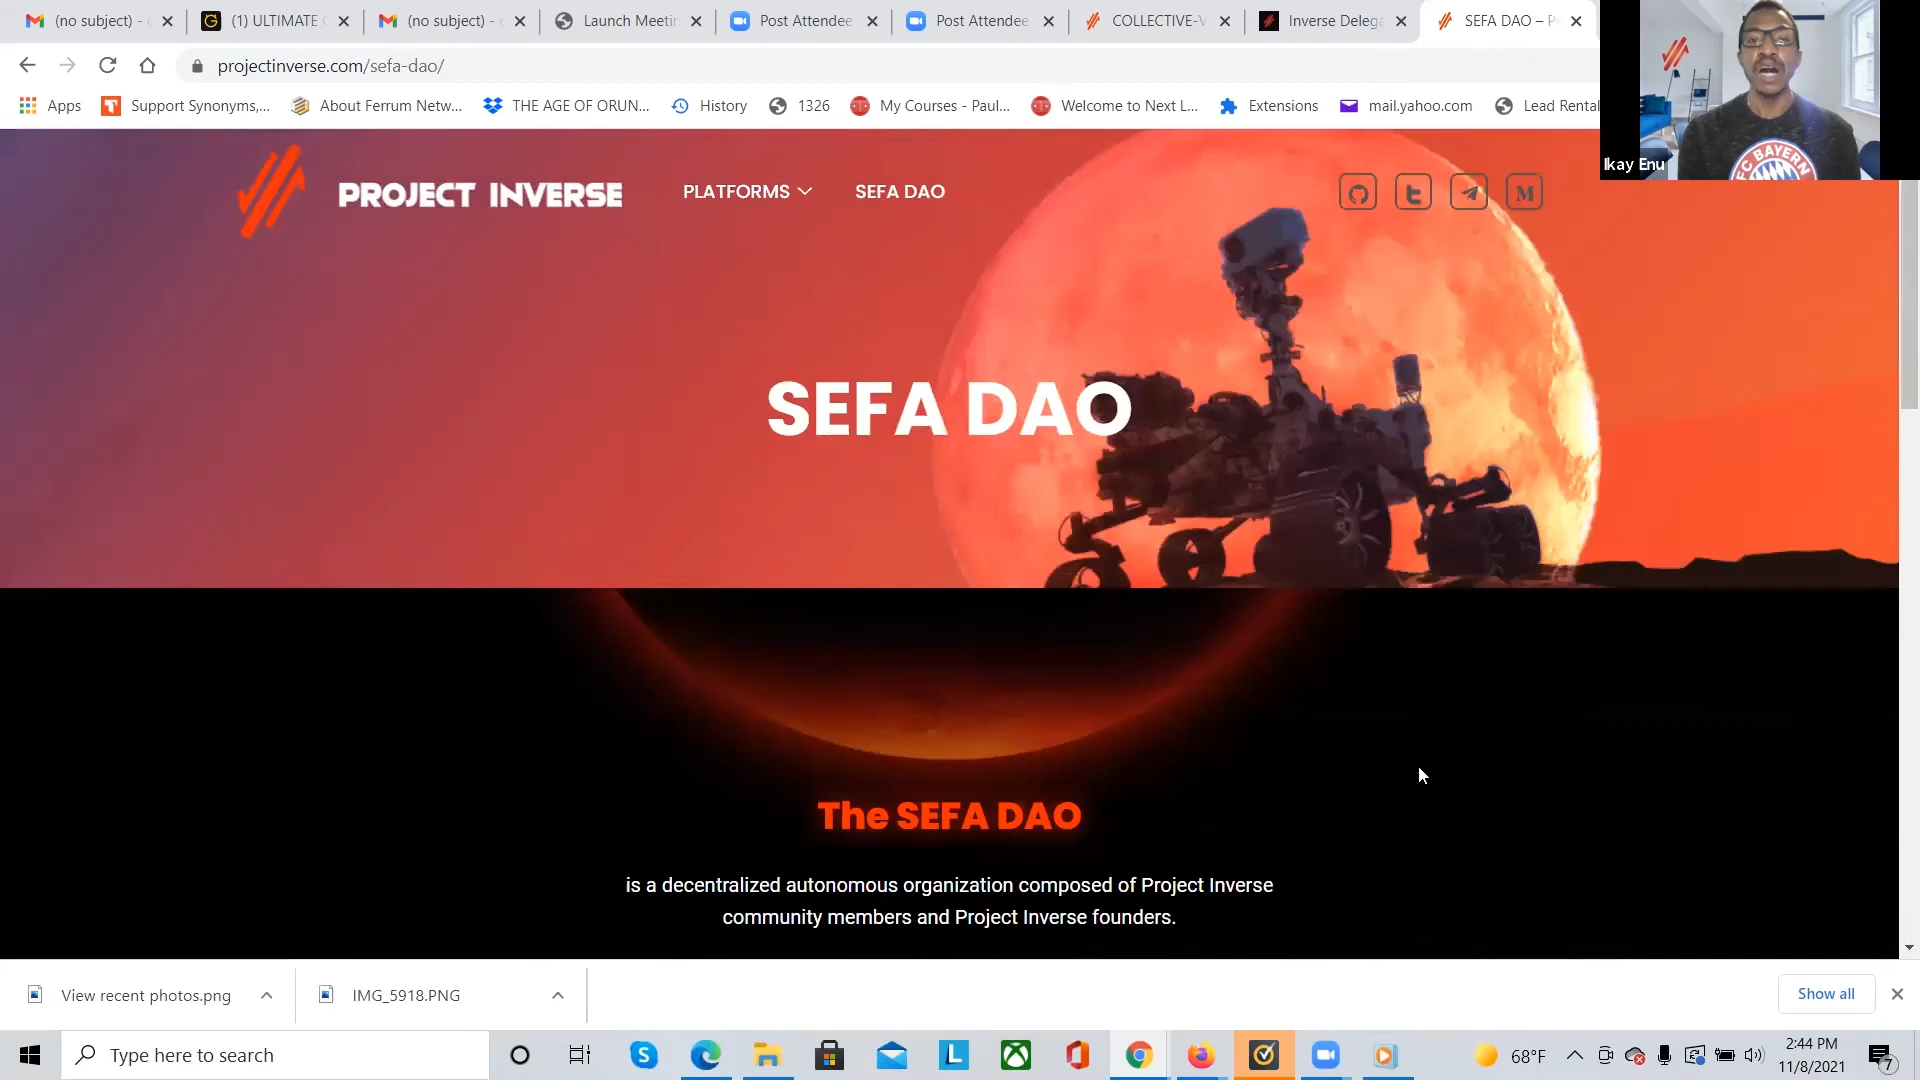 (no subject) -
(1) ULTIMATE
(no subject) -
Launch Meetin
Post Attendee
Post Attendee
COLLECTIVE-V
Inverse Delega
SEFA DAO – P
projectinverse.com/sefa-dao/
Apps
Support Synonyms,...
About Ferrum Netw...
THE AGE OF ORUN...
History
1326
My Courses - Paul...
Welcome to Next L...
Extensions
mail.yahoo.com
Lead Rental
FC BAYERN
Ikay Enu
PROJECT INVERSE
PLATFORMS
SEFA DAO
SEFA DAO
The SEFA DAO
is a decentralized autonomous organization composed of Project Inverse
community members and Project Inverse founders.
View recent photos.png
IMG_5918.PNG
Show all
Type here to search
68°F
2:44 PM
11/8/2021
7